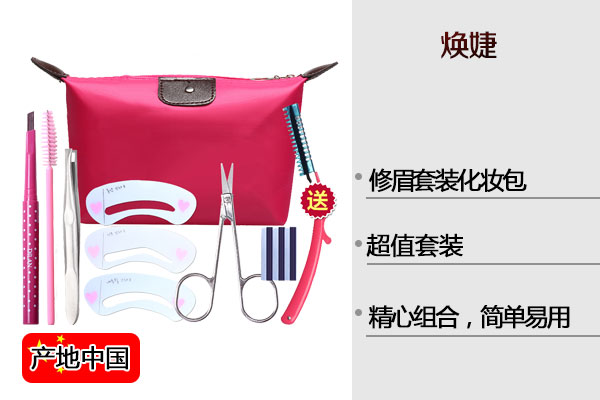 焕婕
修眉套装化妆包
超值套装
精心组合，简单易用
送
产地中国